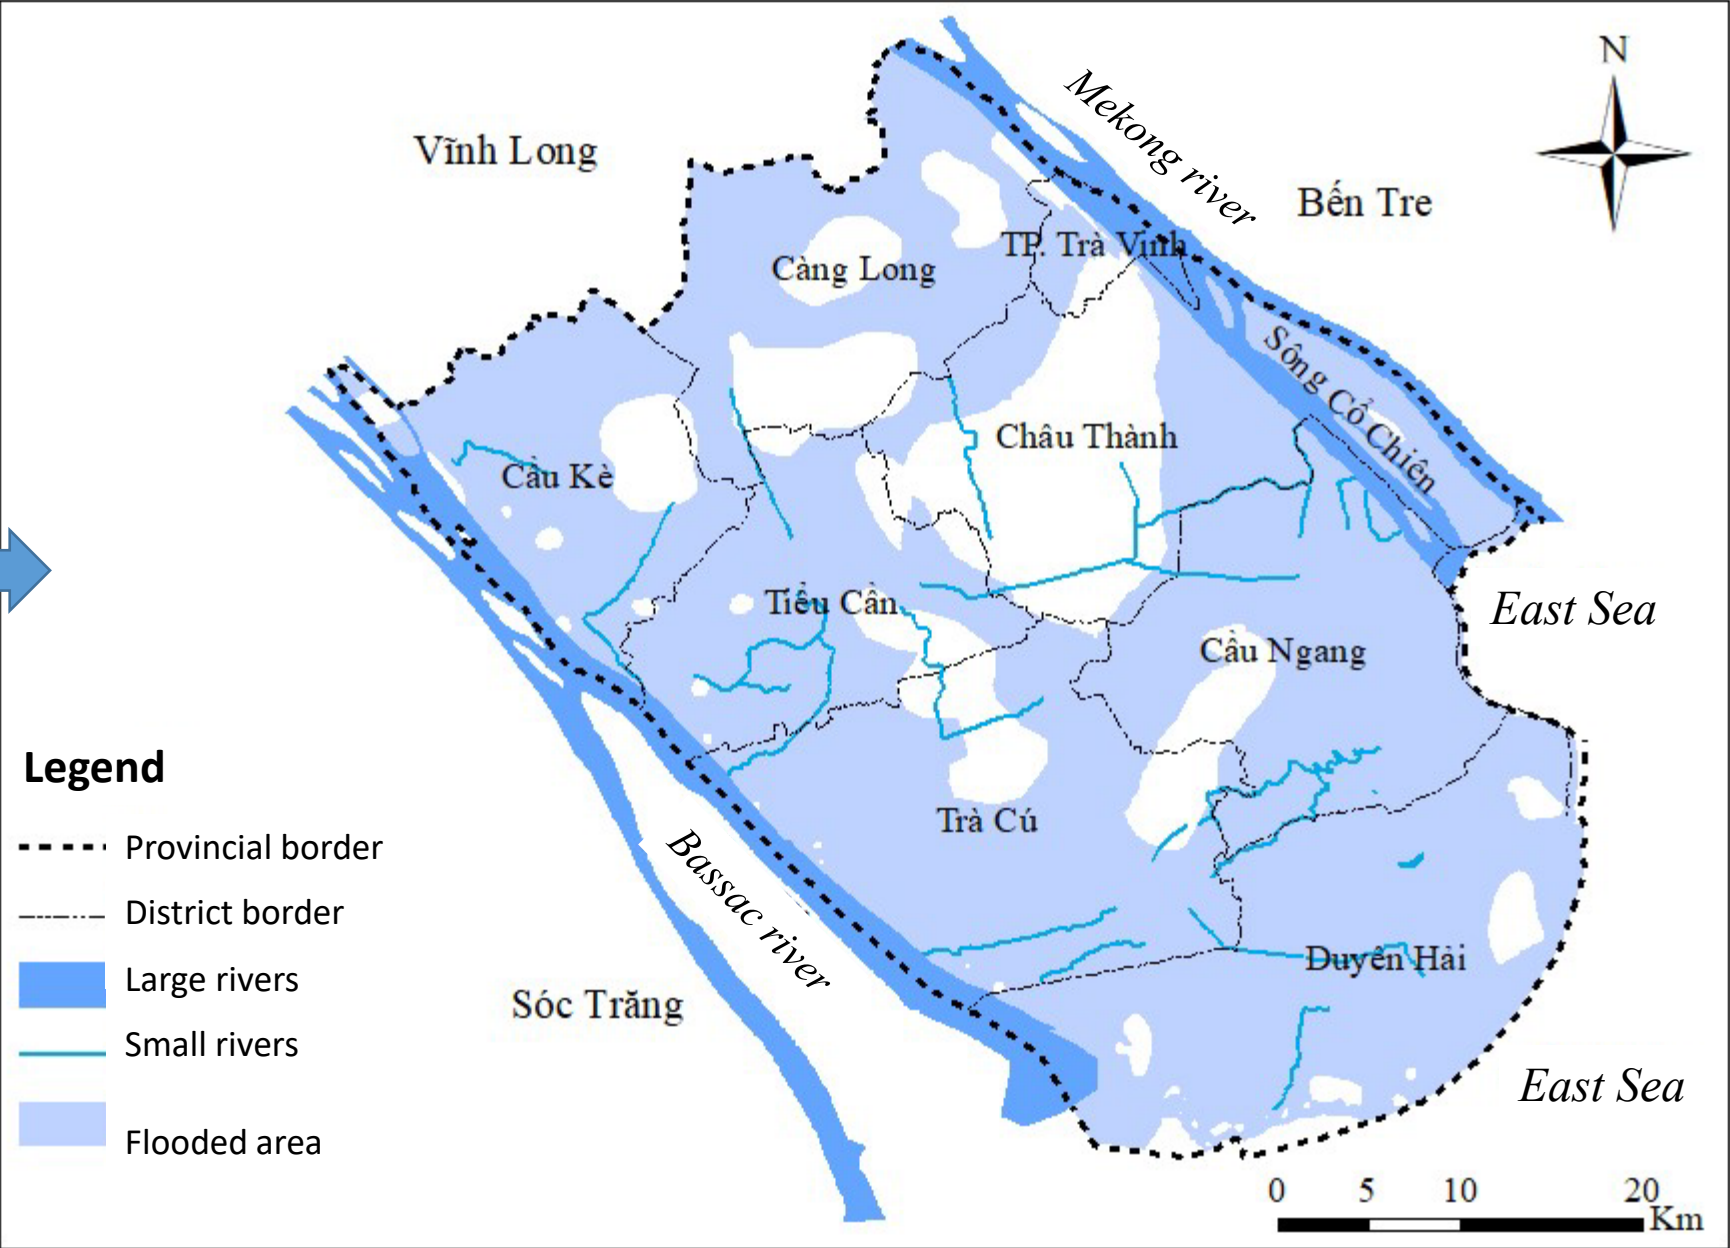 N
Mekong river
Vĩnh Long
Bến Tre
TP. Trà Vinh
Càng Long
Sông Cổ Chiên
Châu Thành
Cầu Kè
Tiểu Cần
East Sea
Cầu Ngang
Legend
Trà Cú
Provincial border
Bassac river
District border
Duyên Hải
Large rivers
Sóc Trăng
Small rivers
East Sea
Flooded area
0 5 10 20
Km